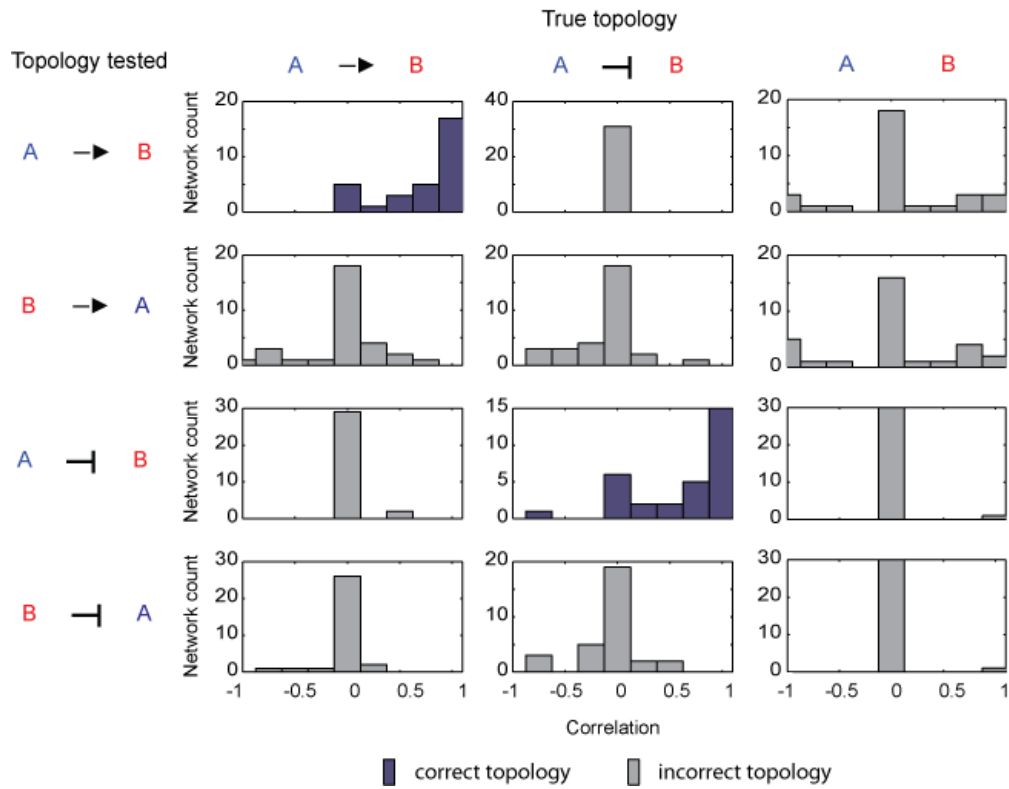 True topology
Topology tested
A B A B A B
A B
Network count
20
10
0
40
20
0
20
10
0
B A
Network count
20
10
0
20
10
0
20
10
0
A B
Network count
30
20
10
0
15
10
5
0
30
20
10
0
B A
Network count
30
20
10
0
20
10
0
30
20
10
0
-1 -0.5 0 0.5 1 -1 -0.5 0 0.5 1 -1 -0.5 0 0.5 1
Correlation
correct topology incorrect topology